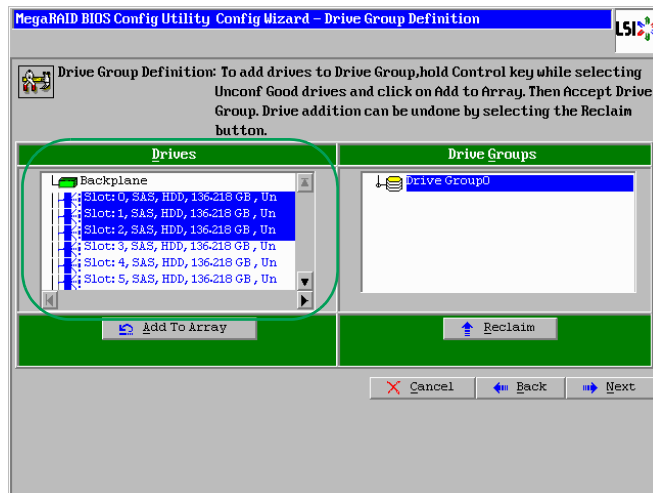 MegaRAID BIOS Config Utility Config Wizard – Drive Group Definition
LSI
Drive Group Definition: To add drives to Drive Group,hold Control key while selecting
Unconf Good drives and click on Add to Array. Then Accept Drive
Group. Drive addition can be undone by selecting the Reclaim
button.
Drives
Backplane
Slot: 0, SAS, HDD, 136.218 GB , Un
Slot: 1, SAS, HDD, 136.218 GB , Un
Slot: 2, SAS, HDD, 136.218 GB , Un
Slot: 3, SAS, HDD, 136.218 GB , Un
Slot: 4, SAS, HDD, 136.218 GB , Un
Slot: 5, SAS, HDD, 136.218 GB , Un
Add To Array
Drive Groups
Drive Group0
Reclaim
Cancel
Back
Next